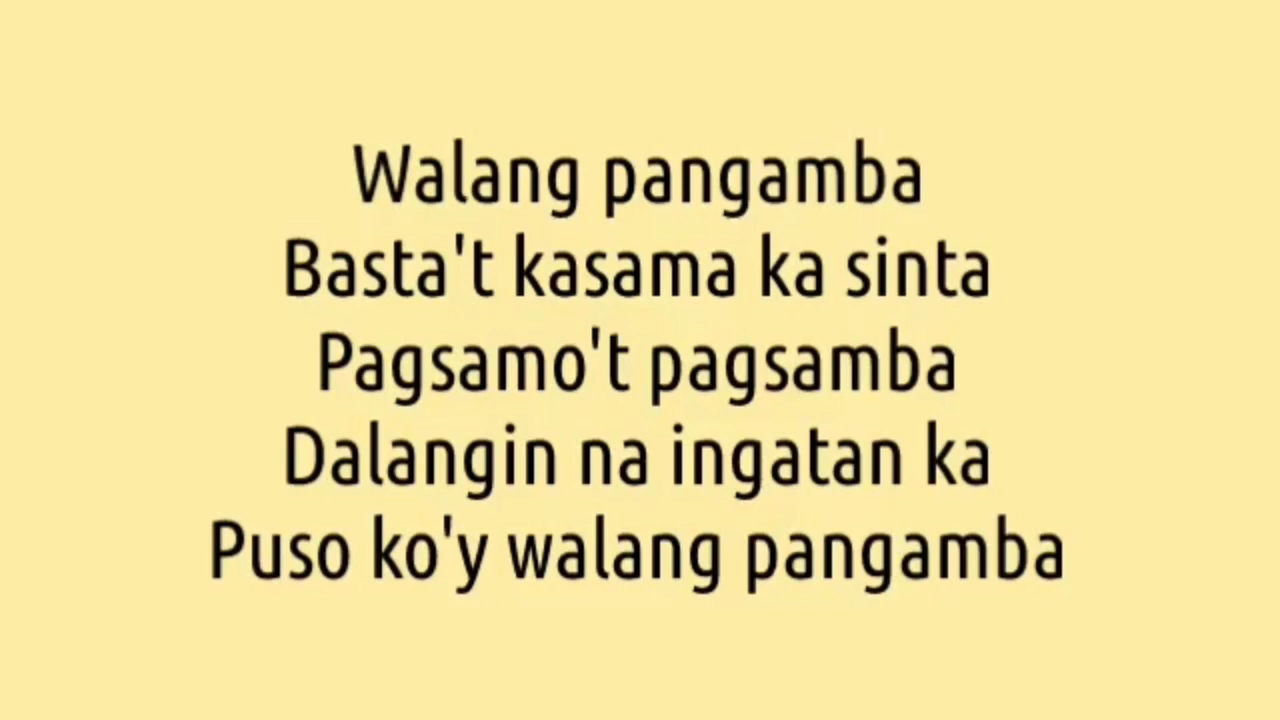 Walang pangamba
Basta't kasama ka sinta
Pagsamo't pagsamba
Dalangin na ingatan ka
Puso ko'y walang pangamba